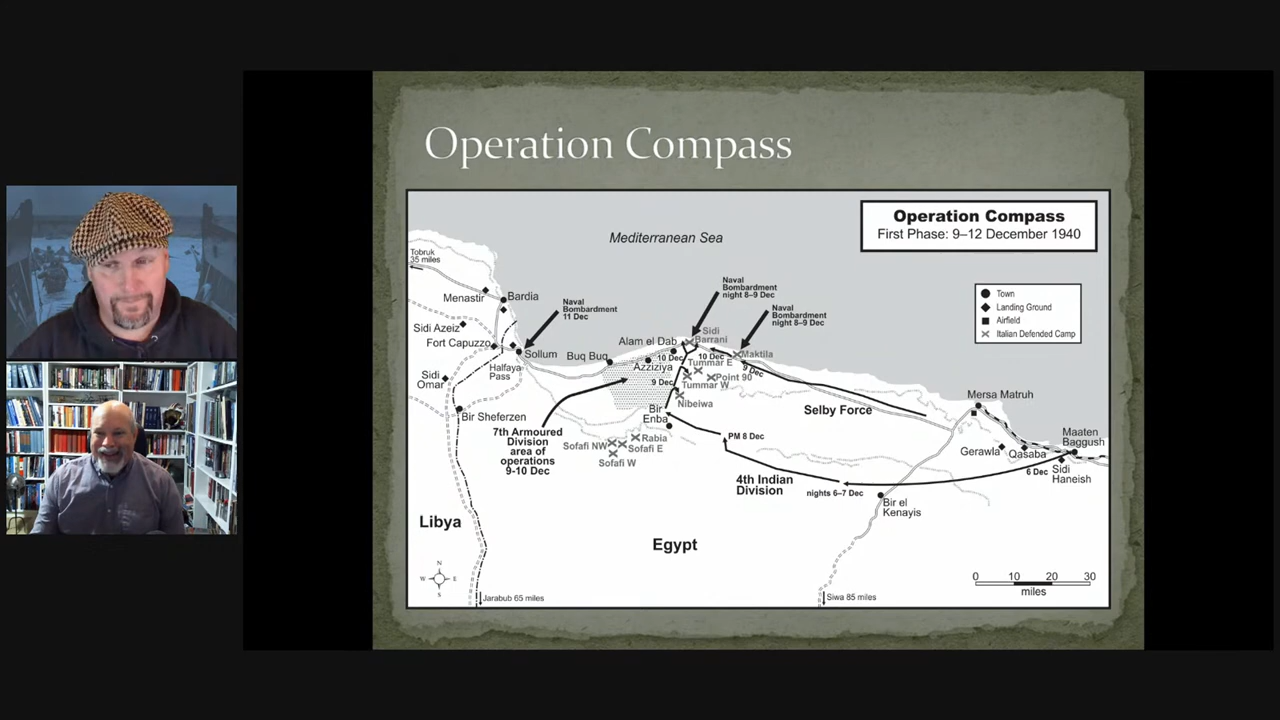 Operation Compass
Operation Compass
First Phase: 9–12 December 1940
Mediterranean Sea
Tobruk
35 miles
Naval
Bombardment
night 8–9 Dec
Naval
Bombardment
night 8–9 Dec
Naval
Bombardment
11 Dec
Town
Landing Ground
Airfield
Italian Defended Camp
Menastir
Bardia
Sidi Azeiz
Fort Capuzzo
Sollum
Halfaya
Pass
Sidi
Omar
Bir Sheferzen
Buq Buq
Alam el Dab
Azziziya
Sidi
Barrani
10 Dec
10 Dec
Maktila
9 Dec
Tummar E
Point 90
Tummar W
9 Dec
Nibeiwa
Bir
Enba
Selby Force
Mersa Matruh
Maaten
Baggush
Gerawla
Qasaba
Sidi
Haneish
6 Dec
7th Armoured
Division
area of
operations
9-10 Dec
Sofafi NW
Rabia
Sofafi E
Sofafi W
PM 8 Dec
4th Indian
Division
nights 6–7 Dec
Bir el
Kenayis
Libya
Egypt
N
W
E
S
Jarabub 65 miles
Siwa 85 miles
0 10 20 30
miles